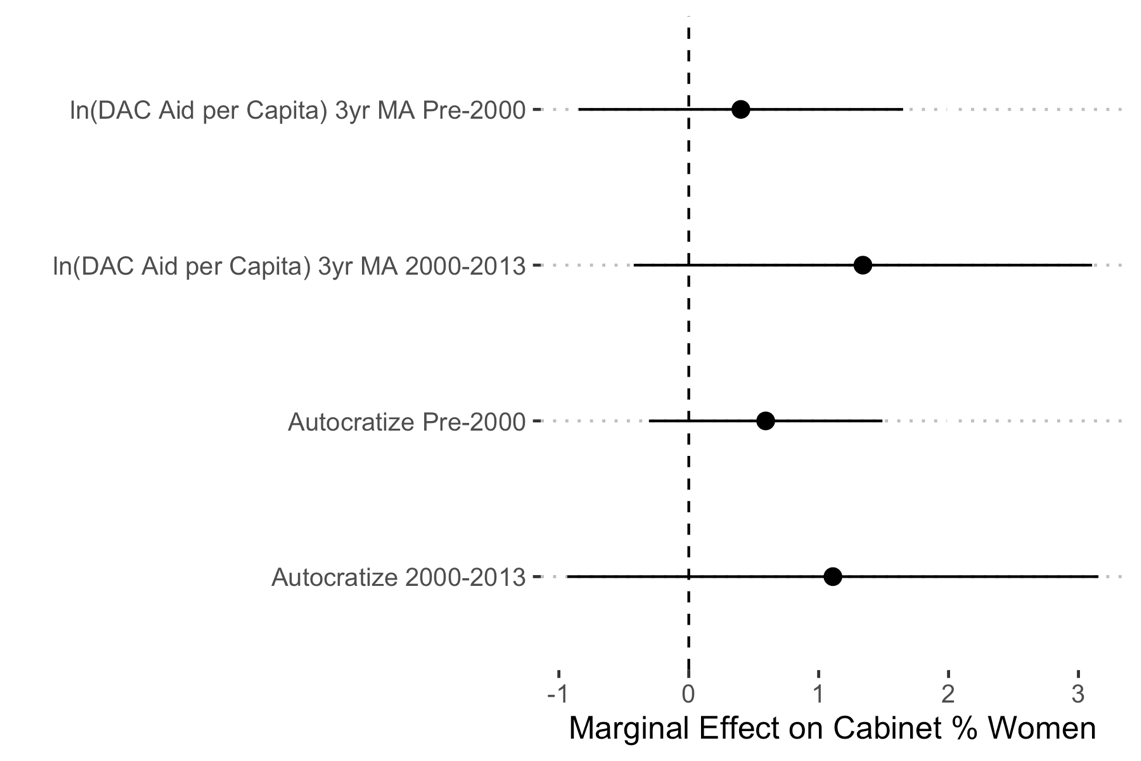 ln(DAC Aid per Capita) 3yr MA Pre-2000
ln(DAC Aid per Capita) 3yr MA 2000-2013
Autocratize Pre-2000
Autocratize 2000-2013
-1 0 1 2 3
Marginal Effect on Cabinet % Women